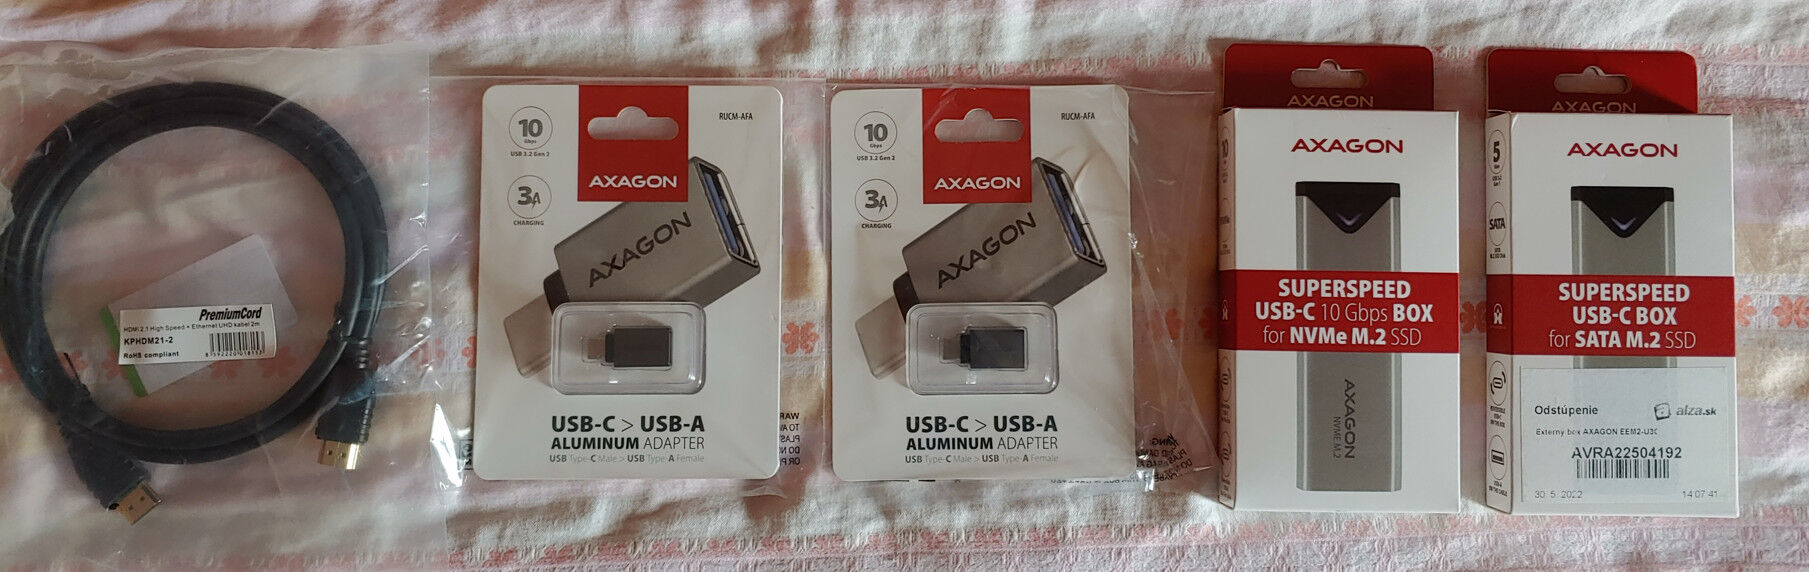 PremiumCord
HDMI 2.1 High Speed + Ethernet UHD kabel 2m
KPHDM21-2
RoHS compliant
10
Gbps
USB 3.2 Gen 2
3A
CHARGING
RUCM-AFA
AXAGON
AXAGON
USB-C > USB-A
ALUMINUM ADAPTER
USB Type-C Male > USB Type-A Female
10
Gbps
USB 3.2 Gen 2
3A
CHARGING
RUCM-AFA
AXAGON
AXAGON
USB-C > USB-A
ALUMINUM ADAPTER
USB Type-C Male > USB Type-A Female
AXAGON
AXAGON
10
SUPERSPEED
USB-C 10 Gbps BOX
for NVMe M.2 SSD
AXAGON
NVME M.2
AXAGON
AXAGON
5
SATA
SUPERSPEED
USB-C BOX
for SATA M.2 SSD
Odstúpenie
alza.sk
Externy box AXAGON EEM2-U3C
AVRA22504192
30. 5. 2022
14:07:41